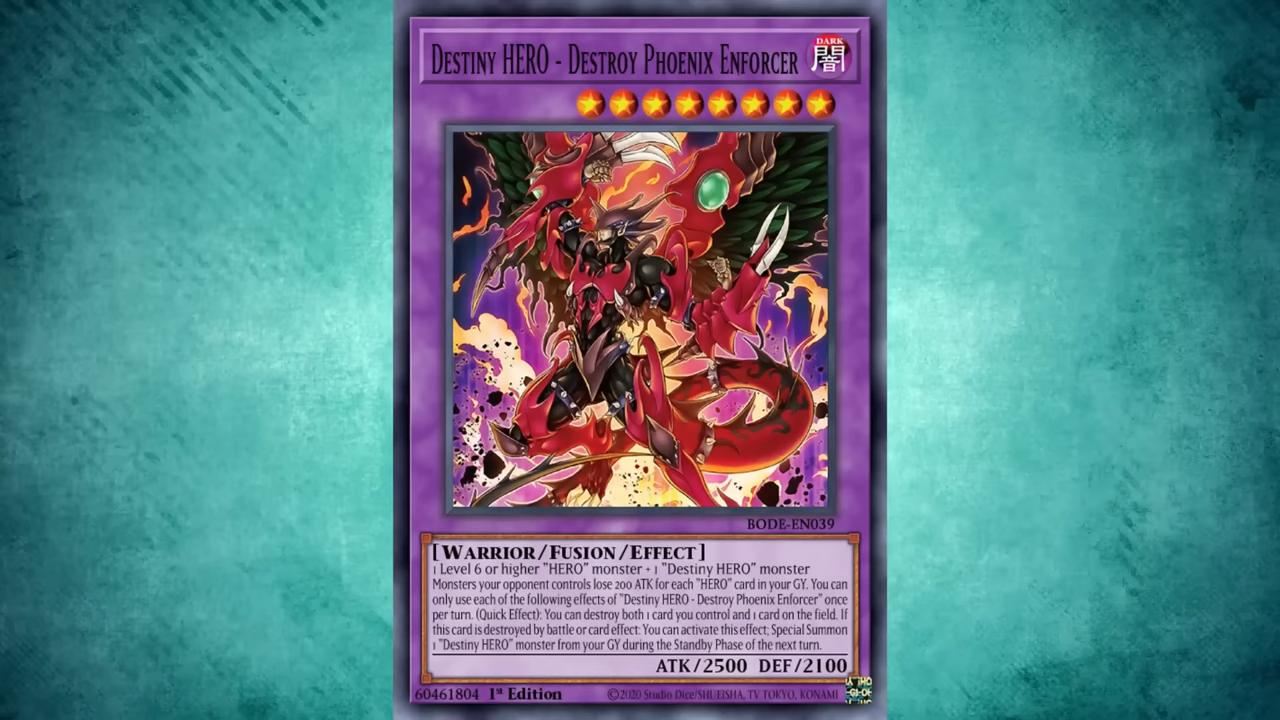 DESTINY HERO - DESTROY PHOENIX ENFORCER
DARK
闇
BODE-EN039
[WARRIOR/FUSION/EFFECT]
1 Level 6 or higher "HERO" monster + 1 "Destiny HERO" monster
Monsters your opponent controls lose 200 ATK for each "HERO" card in your GY. You can
only use each of the following effects of "Destiny HERO - Destroy Phoenix Enforcer" once
per turn. (Quick Effect): You can destroy both 1 card you control and 1 card on the field. If
this card is destroyed by battle or card effect: You can activate this effect; Special Summon
1 "Destiny HERO" monster from your GY during the Standby Phase of the next turn.
ATK/2500 DEF/2100
60461804 1st Edition ©2020 Studio Dice/SHUEISHA, TV TOKYO, KONAMI